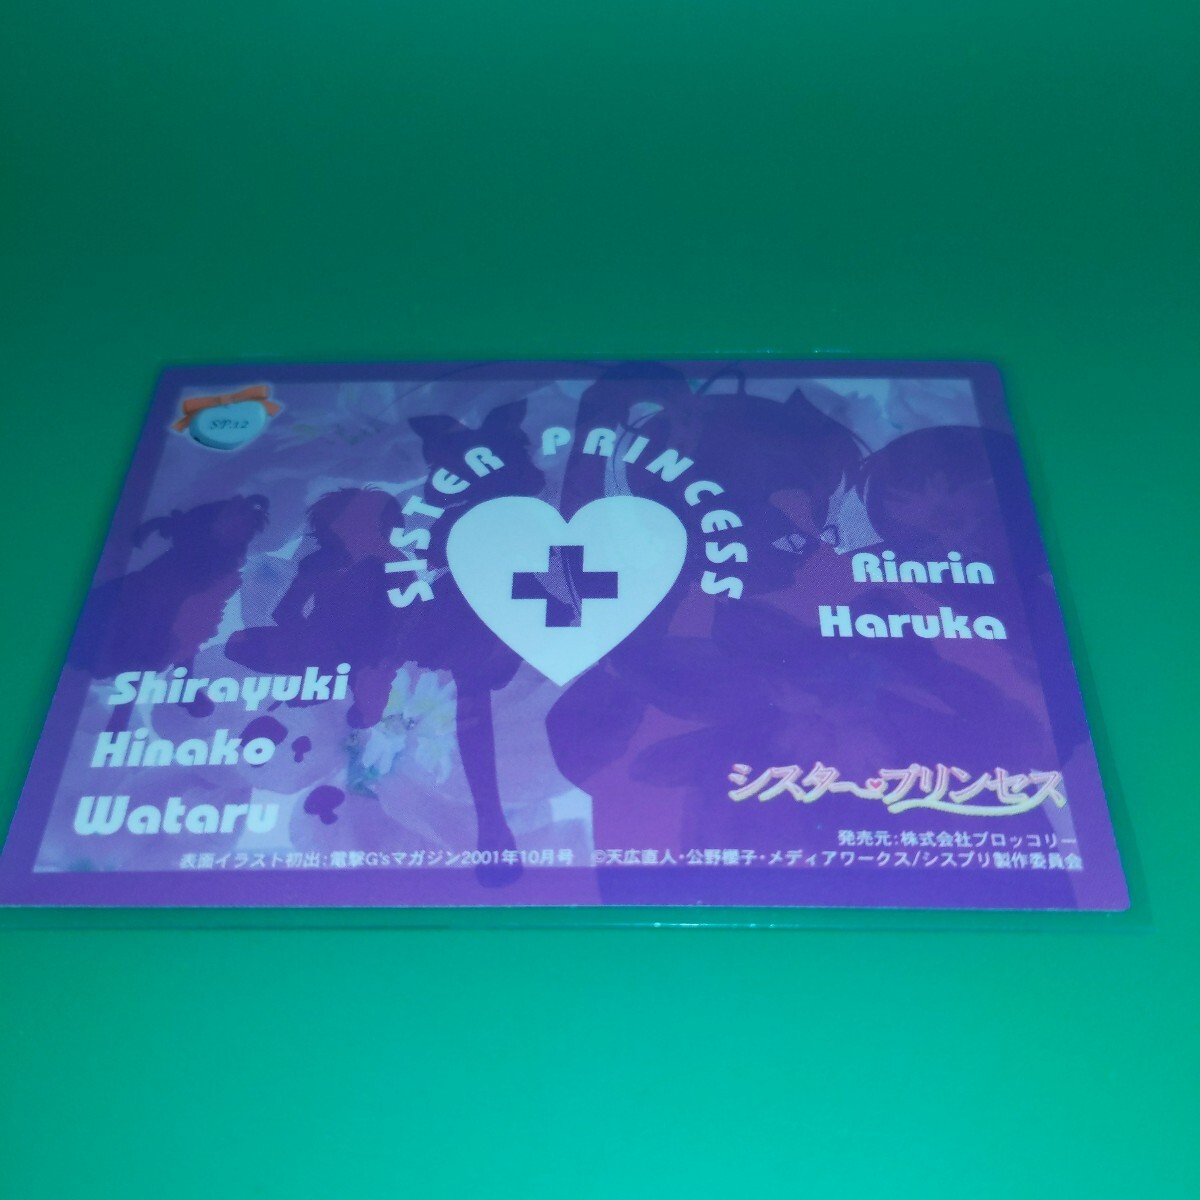 SP.12
SISTER PRINCESS
Rinrin
Haruka
Shirayuki
Hinako
Wataru
シスター♥プリンセス
発売元:株式会社ブロッコリー
表面イラスト初出:電撃G'sマガジン2001年10月号 ©天広直人・公野櫻子・メディアワークス/シスプリ製作委員会